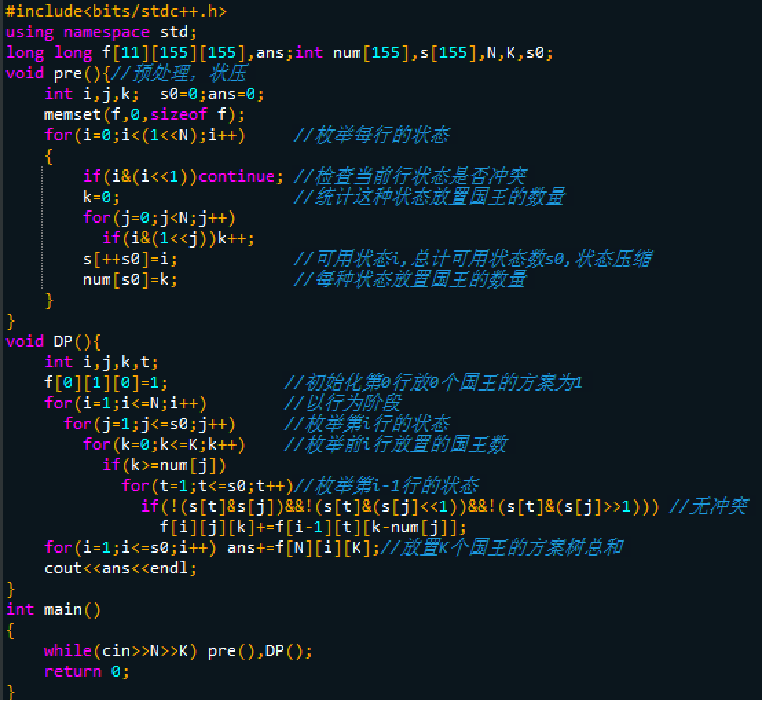 #include<bits/stdc++.h>
using namespace std;
long long f[11][155][155],ans;int num[155],s[155],N,K,s0;
void pre(){//预处理, 状压
    int i,j,k;  s0=0;ans=0;
    memset(f,0,sizeof f);
    for(i=0;i<(1<<N);i++)     //枚举每行的状态
    {
        if(i&(i<<1))continue; //检查当前行状态是否冲突
        k=0;                  //统计这种状态放置国王的数量
        for(j=0;j<N;j++)
          if(i&(1<<j))k++;
        s[++s0]=i;            //可用状态i,总计可用状态数s0,状态压缩
        num[s0]=k;            //每种状态放置国王的数量
    }
}
void DP(){
    int i,j,k,t;
    f[0][1][0]=1;            //初始化第0行放0个国王的方案为1
    for(i=1;i<=N;i++)        //以行为阶段
      for(j=1;j<=s0;j++)     //枚举第i行的状态
        for(k=0;k<=K;k++)    //枚举前i行放置的国王数
          if(k>=num[j])
            for(t=1;t<=s0;t++)//枚举第i-1行的状态
              if(!(s[t]&s[j])&&!(s[t]&(s[j]<<1))&&!(s[t]&(s[j]>>1))) //无冲突
                f[i][j][k]+=f[i-1][t][k-num[j]];
    for(i=1;i<=s0;i++) ans+=f[N][i][K];//放置K个国王的方案树总和
    cout<<ans<<endl;
}
int main()
{
    while(cin>>N>>K) pre(),DP();
    return 0;
}